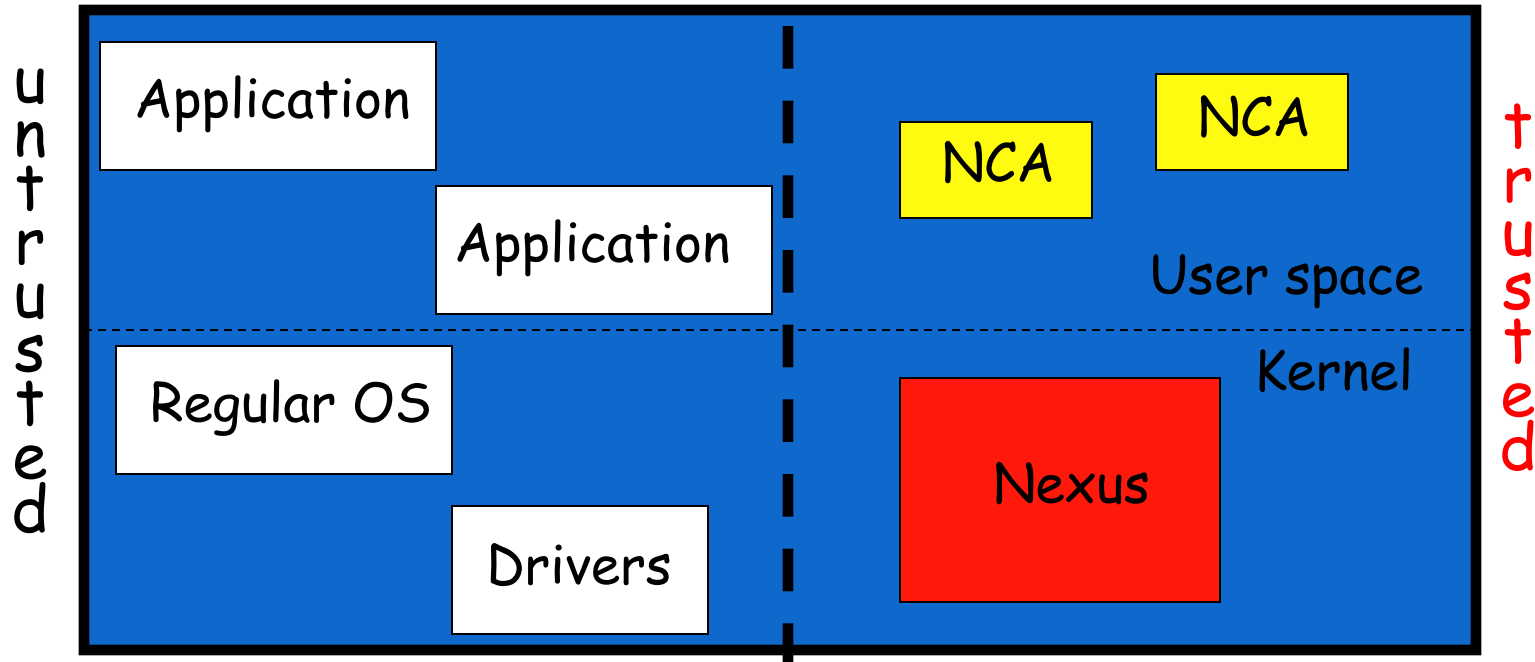 untrusted
Application
Application
Regular OS
Drivers
NCA
NCA
User space
Kernel
Nexus
trusted